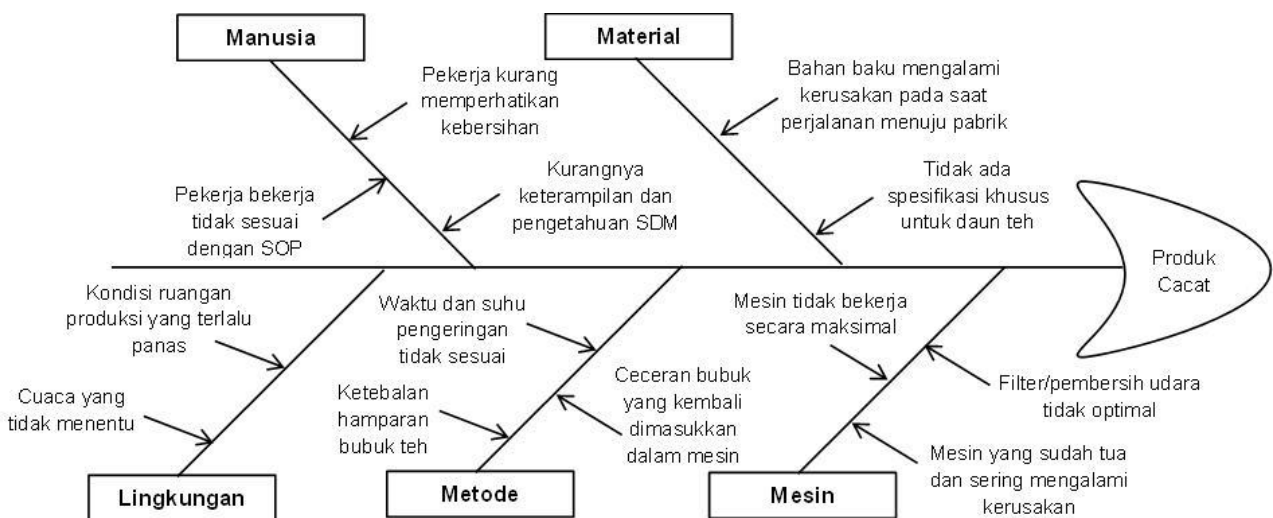 Manusia
Material
Pekerja kurang
memperhatikan
kebersihan
Bahan baku mengalami
kerusakan pada saat
perjalanan menuju pabrik
Pekerja bekerja
tidak sesuai
dengan SOP
Kurangnya
keterampilan dan
pengetahuan SDM
Tidak ada
spesifikasi khusus
untuk daun teh
Produk
Cacat
Kondisi ruangan
produksi yang terlalu
panas
Waktu dan suhu
pengeringan
tidak sesuai
Mesin tidak bekerja
secara maksimal
Cuaca yang
tidak menentu
Ketebalan
hamparan
bubuk teh
Ceceran bubuk
yang kembali
dimasukkan
dalam mesin
Filter/pembersih udara
tidak optimal
Mesin yang sudah tua
dan sering mengalami
kerusakan
Lingkungan
Metode
Mesin